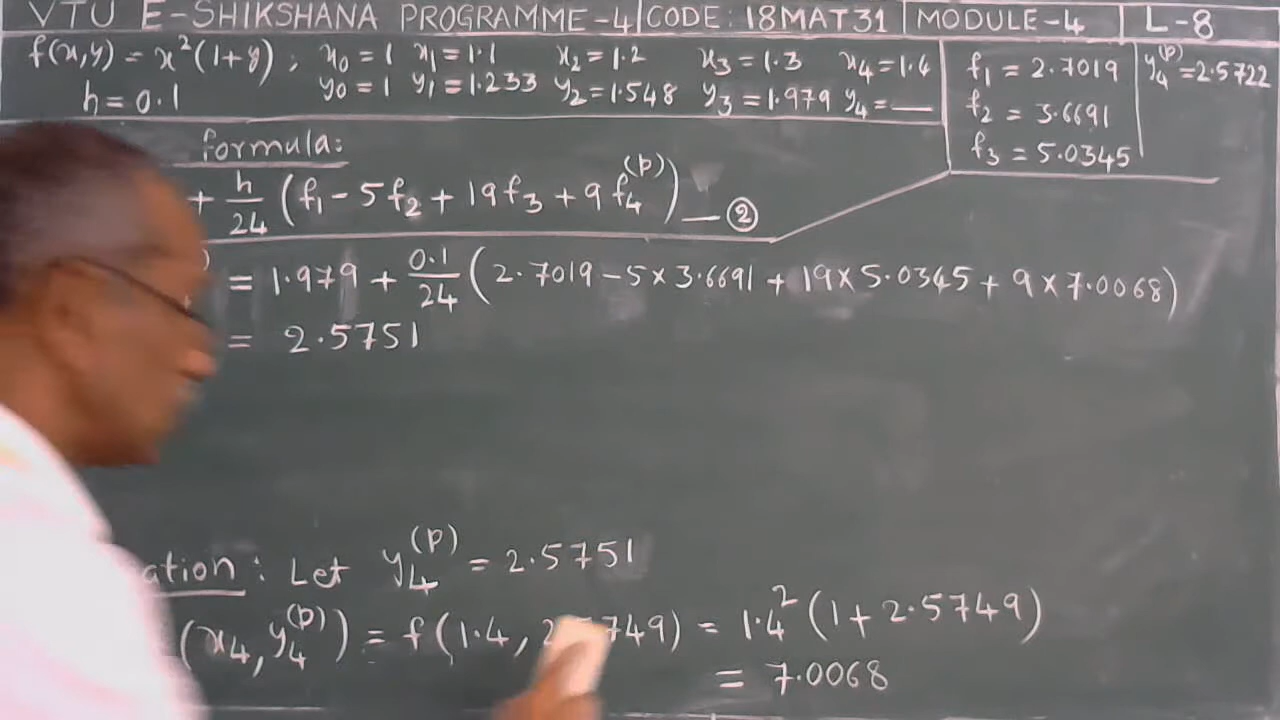 VTU E-SHIKSHANA PROGRAMME-4 CODE: 18MAT31 MODULE-4 L-8
f(x,y) = x²(1+y) ; x0 = 1 x1 = 1.1 x2 = 1.2 x3 = 1.3 x4 = 1.4
h = 0.1 y0 = 1 y1 = 1.233 y2 = 1.548 y3 = 1.979 y4 = —
f1 = 2.7019
f2 = 3.6691
f3 = 5.0345
y4^(p) = 2.5722
formula:
+ h/24 (f1 - 5f2 + 19f3 + 9f4^(p)) — ②
) = 1.979 + 0.1/24 (2.7019 - 5×3.6691 + 19×5.0345 + 9×7.0068)
= 2.5751
: Let y4^(p) = 2.5751
(x4, y4^(p)) = f(1.4, 2. 749) = 1.4² (1 + 2.5749)
= 7.0068